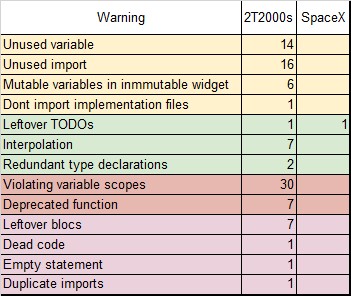 Warning 2T2000s SpaceX
Unused variable 14
Unused import 16
Mutable variables in inmmutable widget 6
Dont import implementation files 1
Leftover TODOs 1 1
Interpolation 7
Redundant type declarations 2
Violating variable scopes 30
Deprecated function 7
Leftover blocs 7
Dead code 1
Empty statement 1
Duplicate imports 1